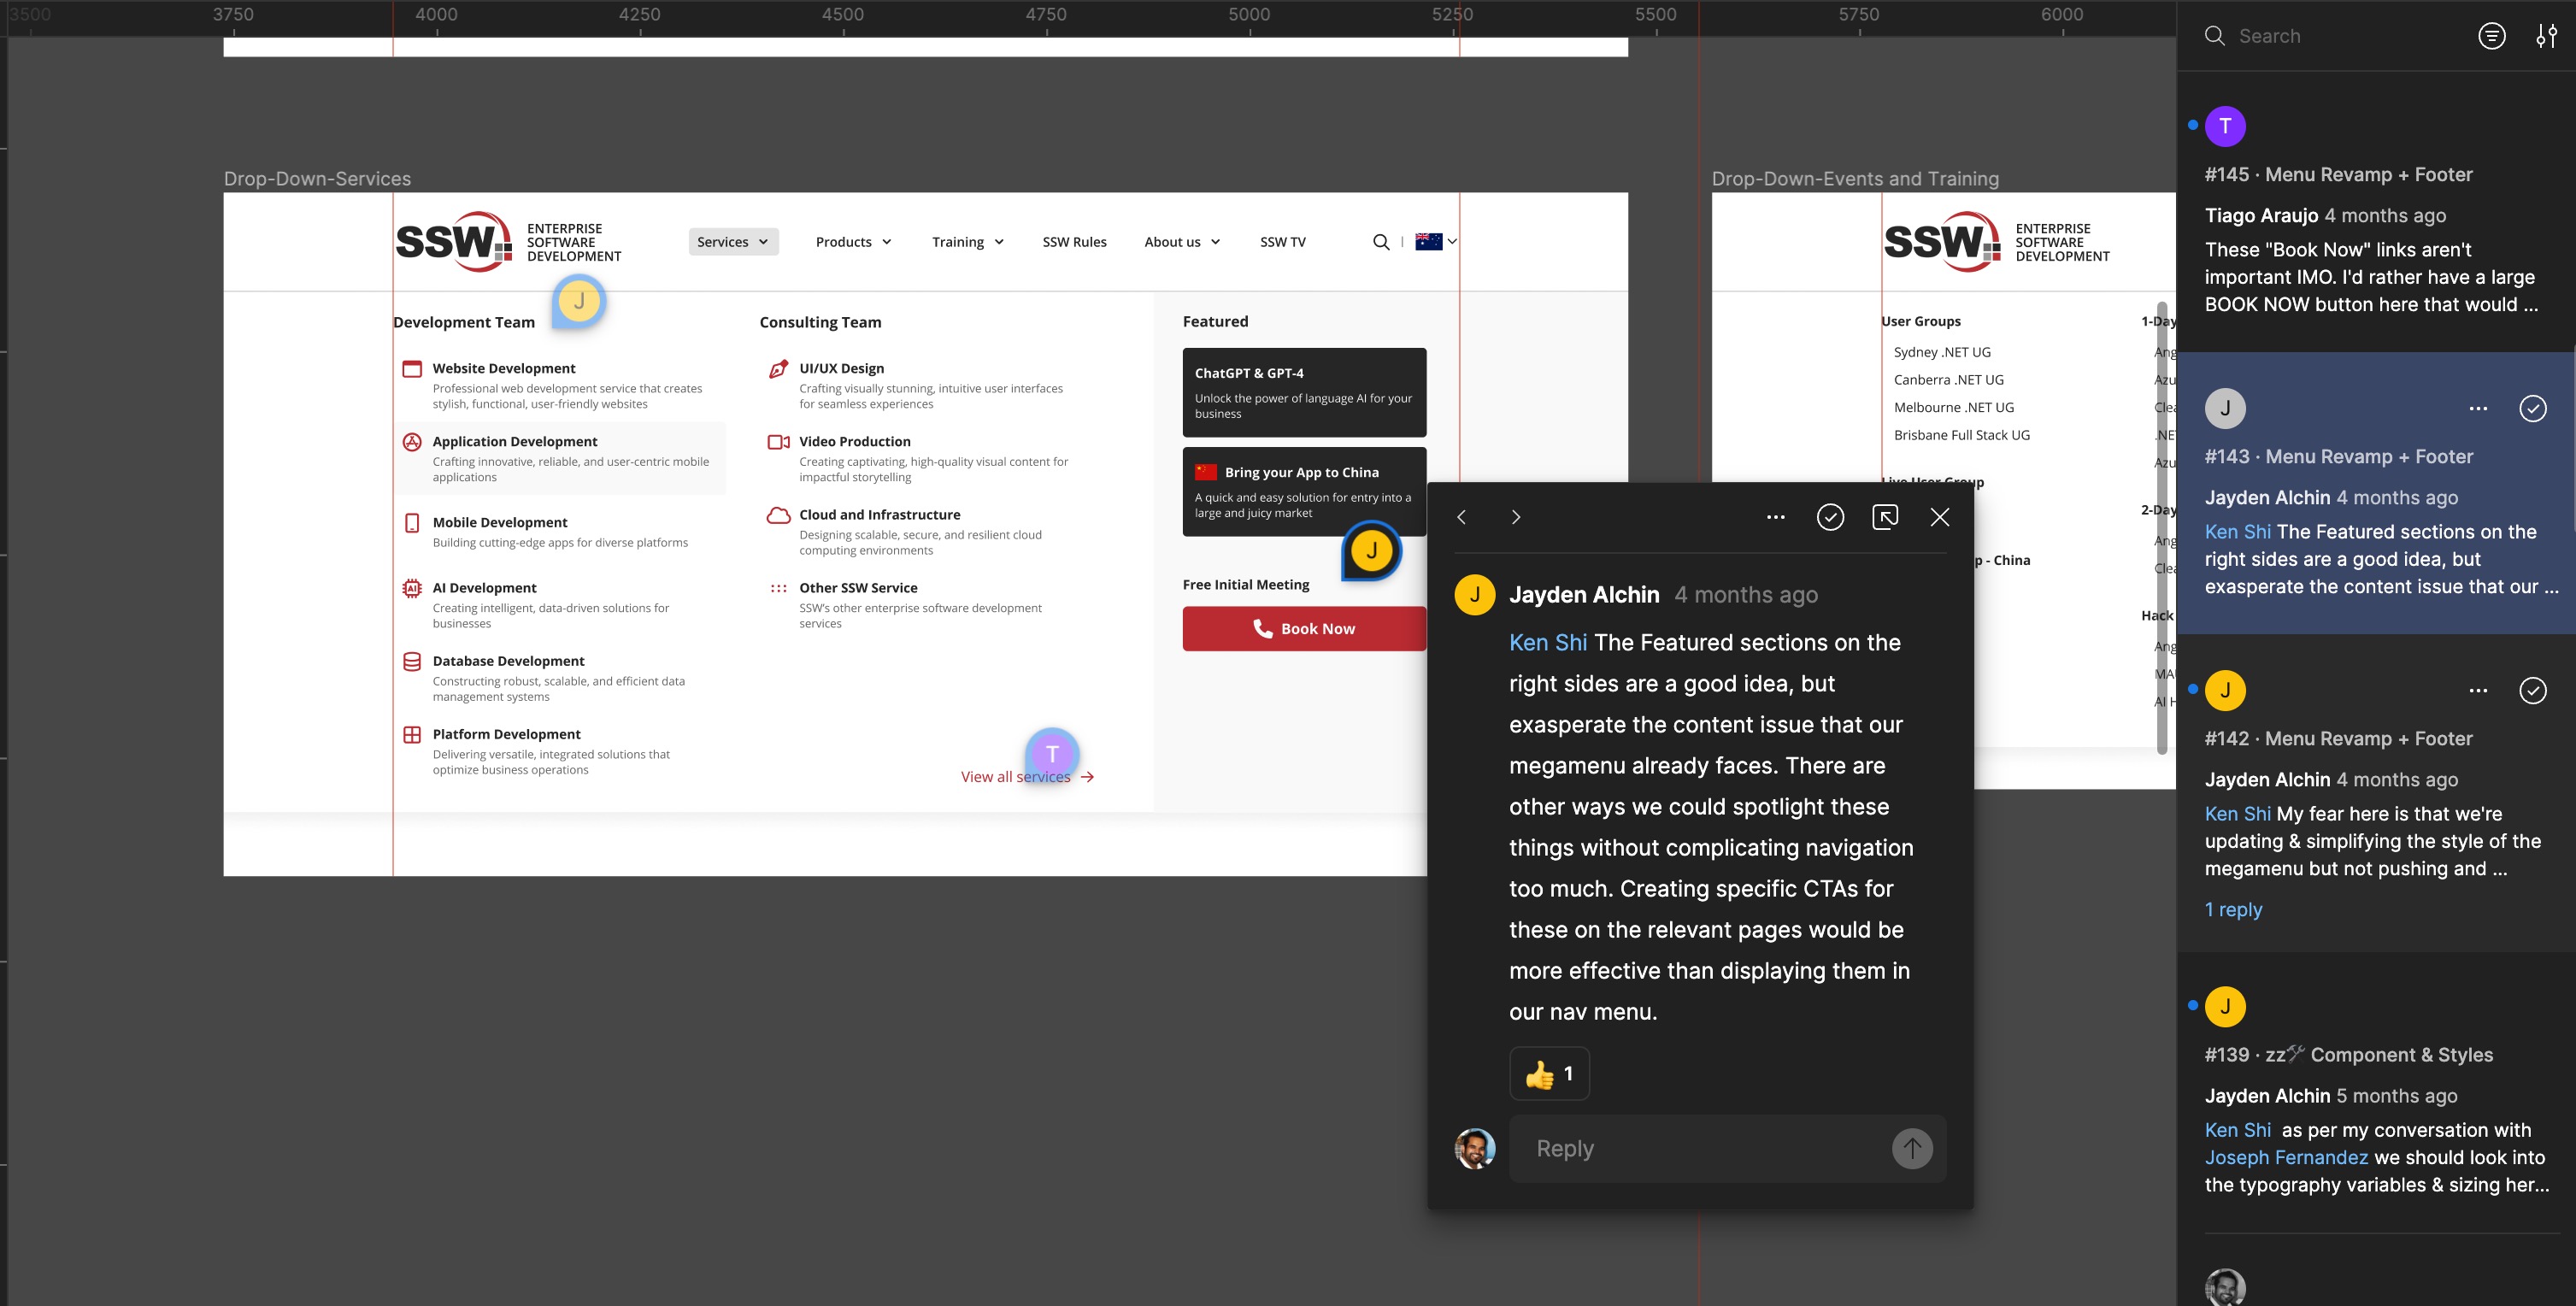 3500 3750 4000 4250 4500 4750 5000 5250 5500 5750 6000
Drop-Down-Services
SSW
ENTERPRISE
SOFTWARE
DEVELOPMENT
Services
Products
Training
SSW Rules
About us
SSW TV
J
Development Team
Website Development
Professional web development service that creates
stylish, functional, user-friendly websites
Application Development
Crafting innovative, reliable, and user-centric mobile
applications
Mobile Development
Building cutting-edge apps for diverse platforms
AI
AI Development
Creating intelligent, data-driven solutions for
businesses
Database Development
Constructing robust, scalable, and efficient data
management systems
Platform Development
Delivering versatile, integrated solutions that
optimize business operations
Consulting Team
UI/UX Design
Crafting visually stunning, intuitive user interfaces
for seamless experiences
Video Production
Creating captivating, high-quality visual content for
impactful storytelling
Cloud and Infrastructure
Designing scalable, secure, and resilient cloud
computing environments
Other SSW Service
SSW's other enterprise software development
services
T
View all services →
Featured
ChatGPT & GPT-4
Unlock the power of language AI for your
business
Bring your App to China
A quick and easy solution for entry into a
large and juicy market
J
Free Initial Meeting
Book Now
Drop-Down-Events and Training
SSW
ENTERPRISE
SOFTWARE
DEVELOPMENT
User Groups
Sydney .NET UG
Canberra .NET UG
Melbourne .NET UG
Brisbane Full Stack UG
Live User Group
p - China
1-Day
Ang
Azu
Clea
.NE
Azu
2-Day
Ang
Clea
Hack
Ang
MA
AI H
J
Jayden Alchin 4 months ago
Ken Shi The Featured sections on the
right sides are a good idea, but
exasperate the content issue that our
megamenu already faces. There are
other ways we could spotlight these
things without complicating navigation
too much. Creating specific CTAs for
these on the relevant pages would be
more effective than displaying them in
our nav menu.
👍 1
Reply
Search
T
#145 · Menu Revamp + Footer
Tiago Araujo 4 months ago
These "Book Now" links aren't
important IMO. I'd rather have a large
BOOK NOW button here that would ...
J
#143 · Menu Revamp + Footer
Jayden Alchin 4 months ago
Ken Shi The Featured sections on the
right sides are a good idea, but
exasperate the content issue that our ...
J
#142 · Menu Revamp + Footer
Jayden Alchin 4 months ago
Ken Shi My fear here is that we're
updating & simplifying the style of the
megamenu but not pushing and ...
1 reply
J
#139 · zz🛠 Component & Styles
Jayden Alchin 5 months ago
Ken Shi as per my conversation with
Joseph Fernandez we should look into
the typography variables & sizing her...